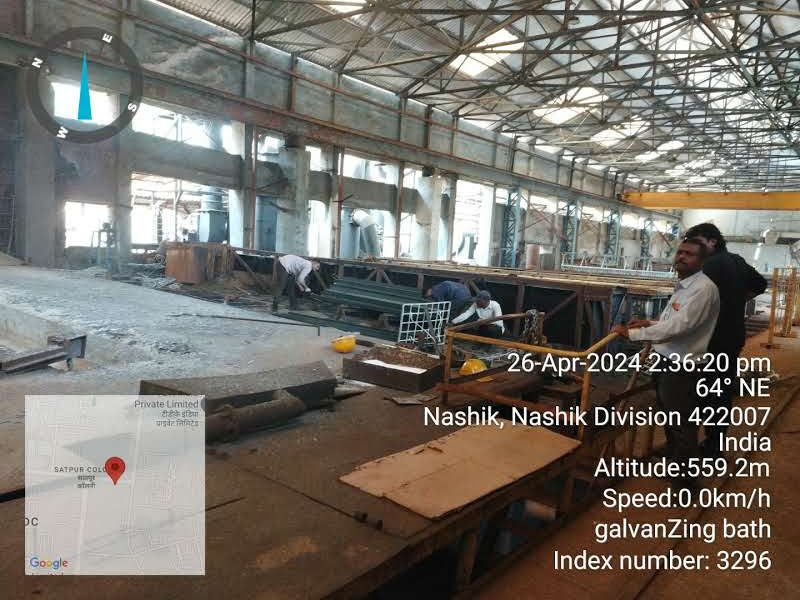 N
E
W
S
26-Apr-2024 2:36:20 pm
64° NE
Nashik, Nashik Division 422007
India
Altitude:559.2m
Speed:0.0km/h
galvanZing bath
Index number: 3296
Private Limited
टीडीके इंडिया
प्राइवेट लिमिटेड
SATPUR COLO
सातपूर
कॉलनी
OC
Google